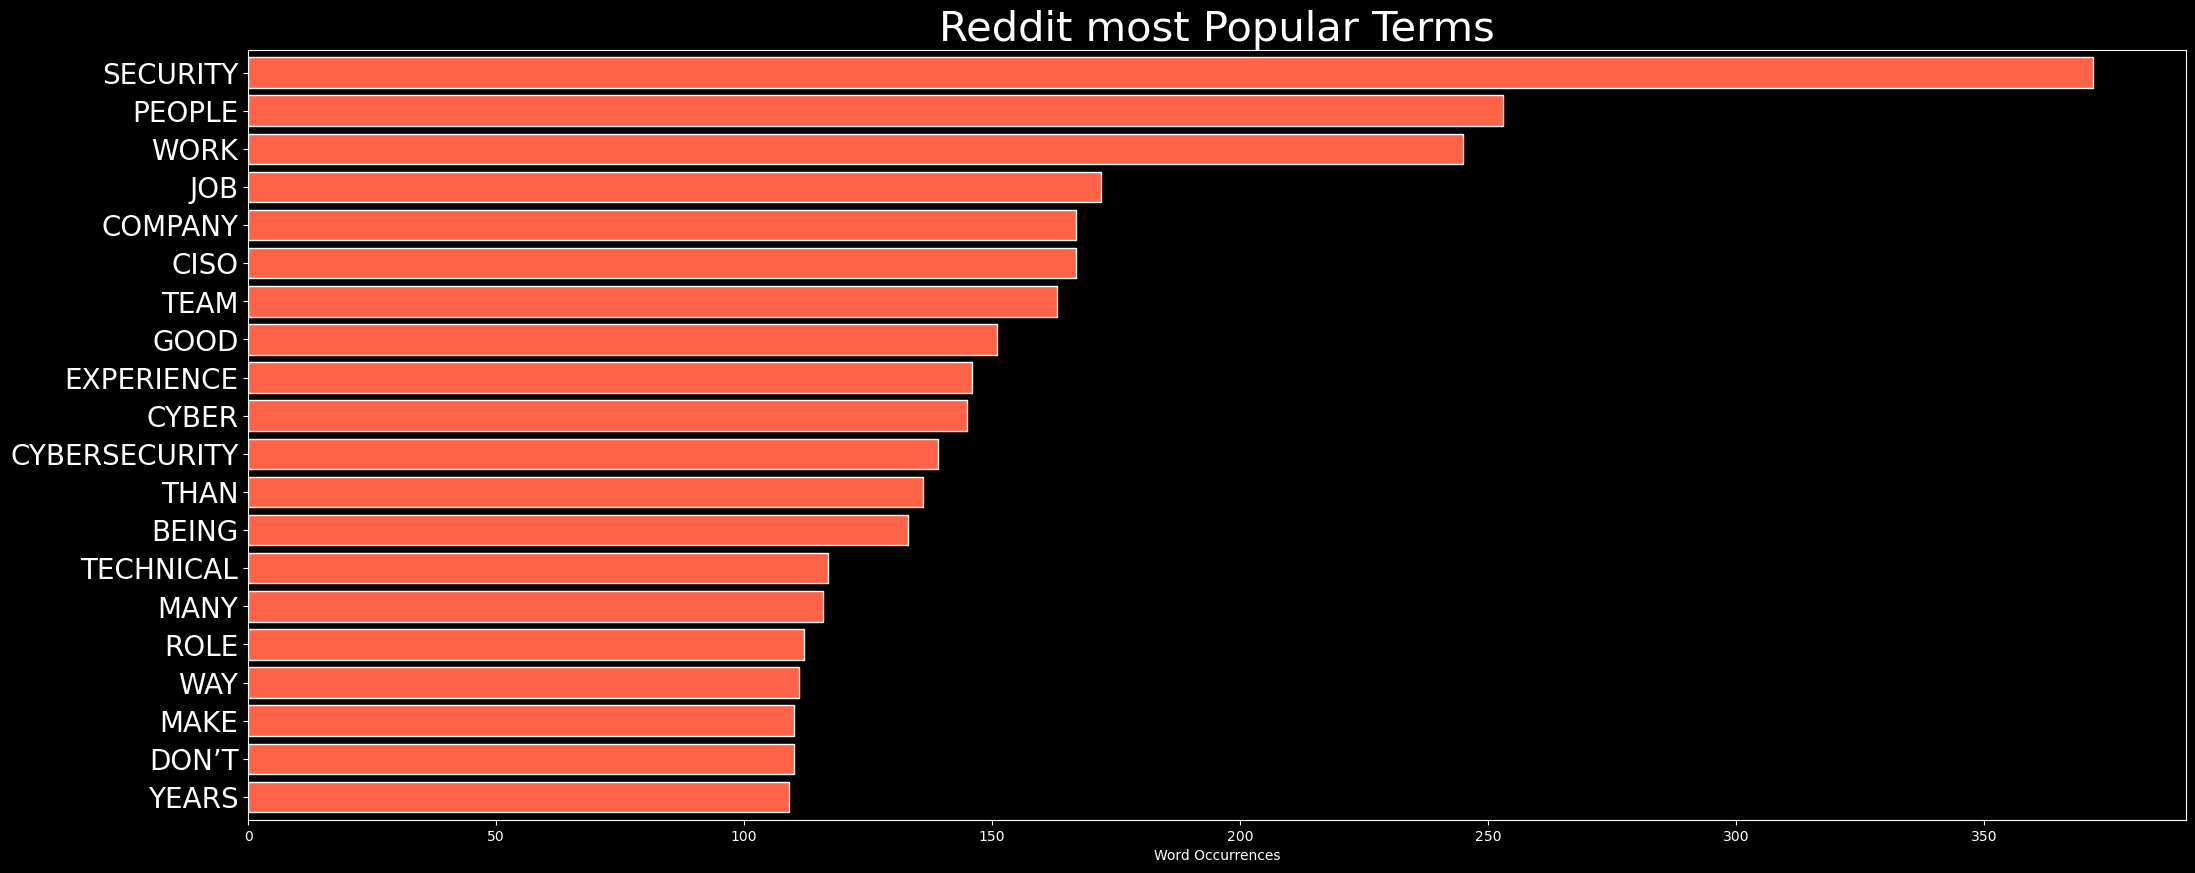 Reddit most Popular Terms
SECURITY
PEOPLE
WORK
JOB
COMPANY
CISO
TEAM
GOOD
EXPERIENCE
CYBER
CYBERSECURITY
THAN
BEING
TECHNICAL
MANY
ROLE
WAY
MAKE
DON’T
YEARS
0 50 100 150 200 250 300 350
Word Occurrences